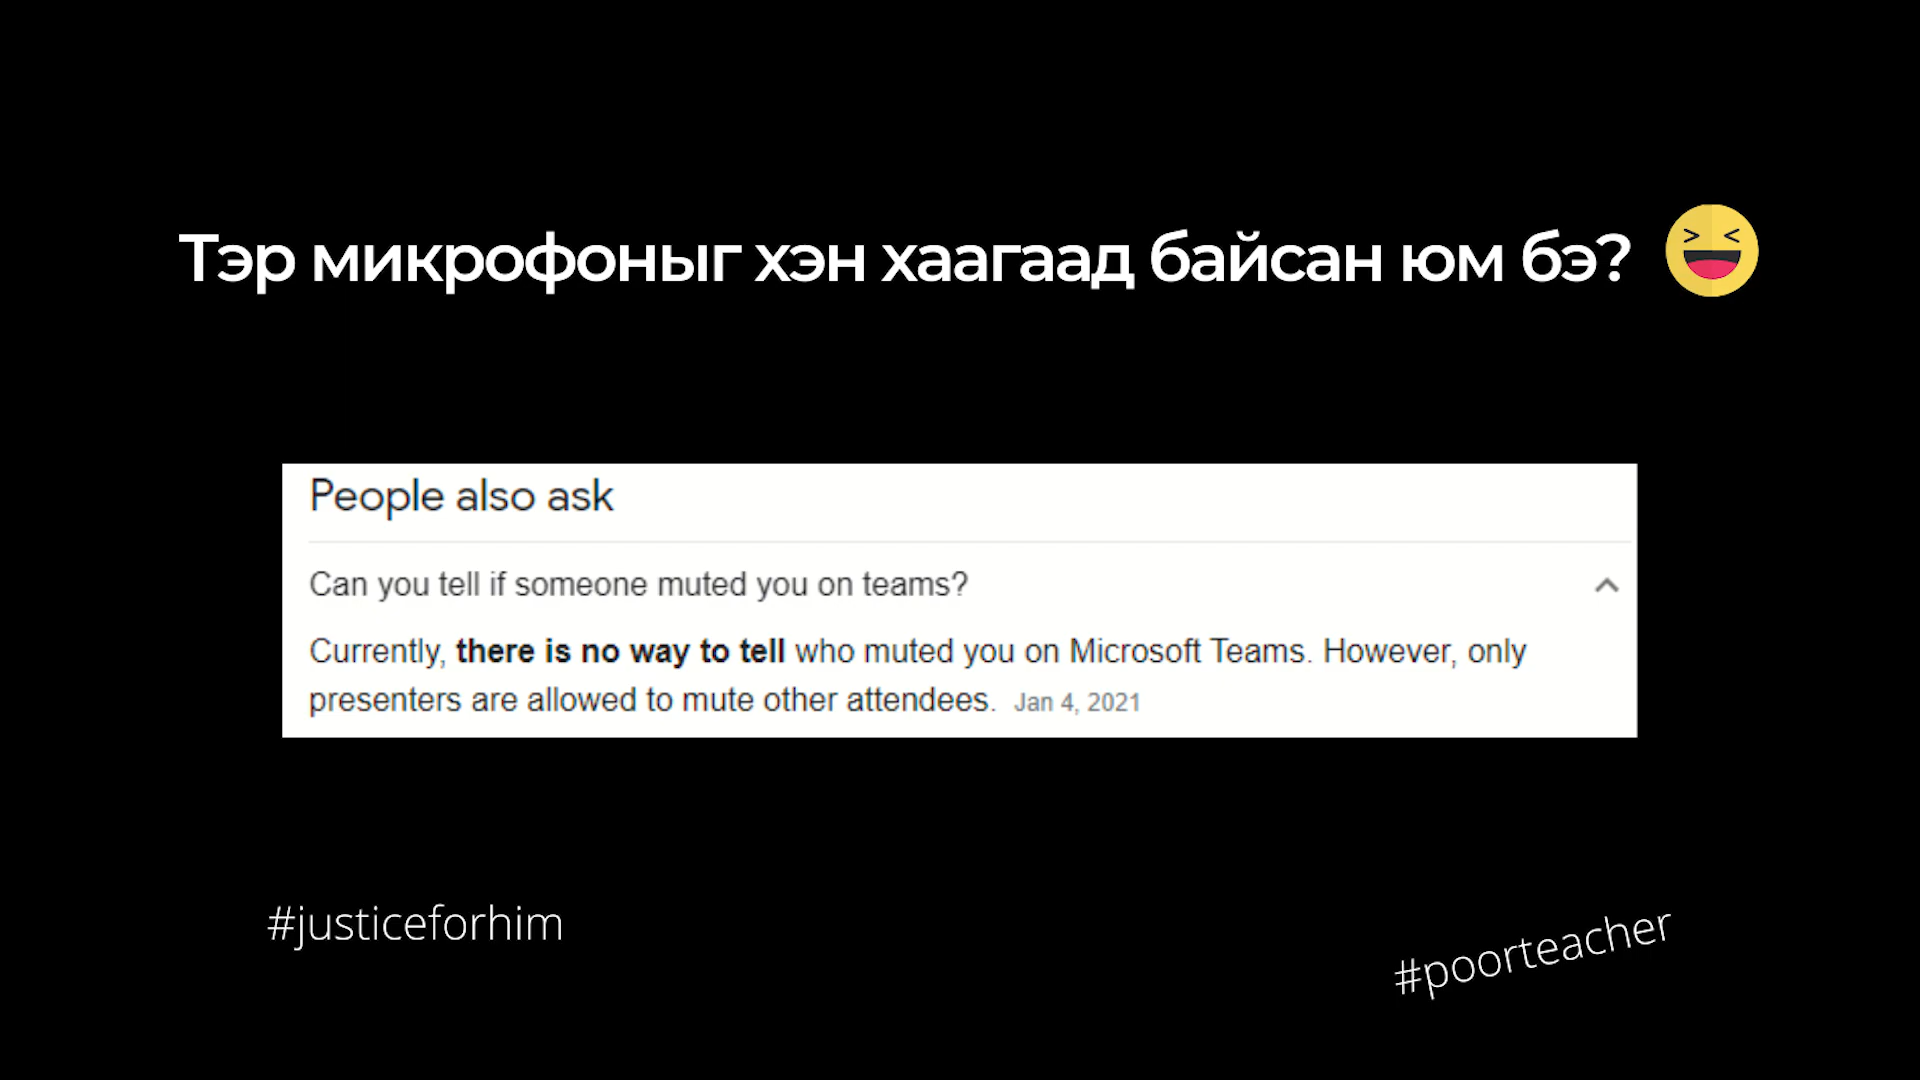 Тэр микрофоныг хэн хаагаад байсан юм бэ?
People also ask
Can you tell if someone muted you on teams?
Currently, there is no way to tell who muted you on Microsoft Teams. However, only
presenters are allowed to mute other attendees. Jan 4, 2021
#justiceforhim
#poorteacher